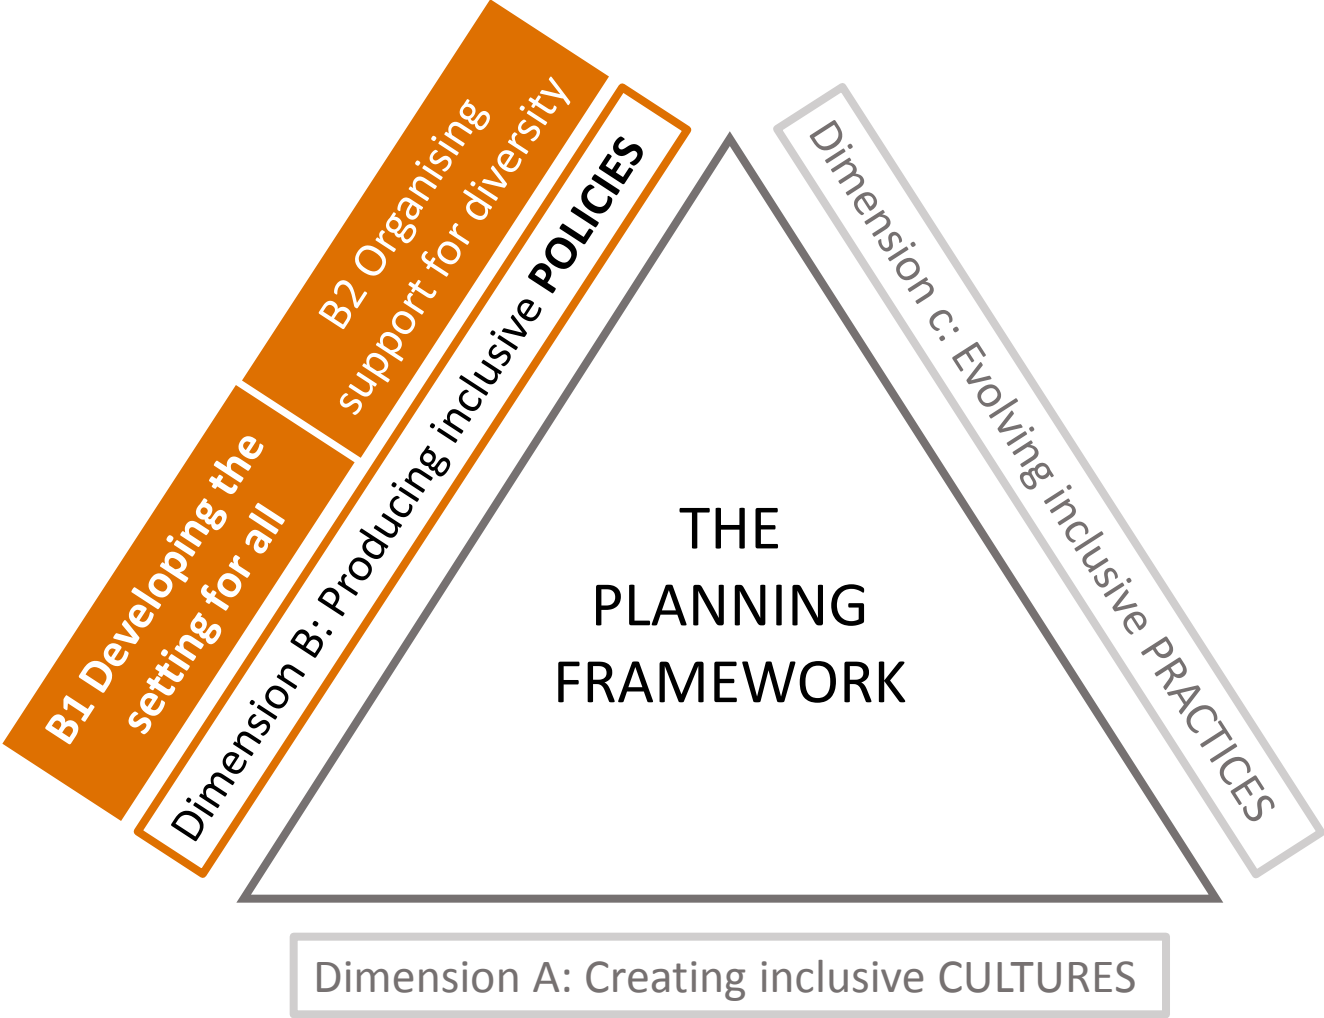 B2 Organising
support for diversity
B1 Developing the
setting for all
Dimension B: Producing inclusive POLICIES
Dimension c: Evolving inclusive PRACTICES
THE
PLANNING
FRAMEWORK
Dimension A: Creating inclusive CULTURES